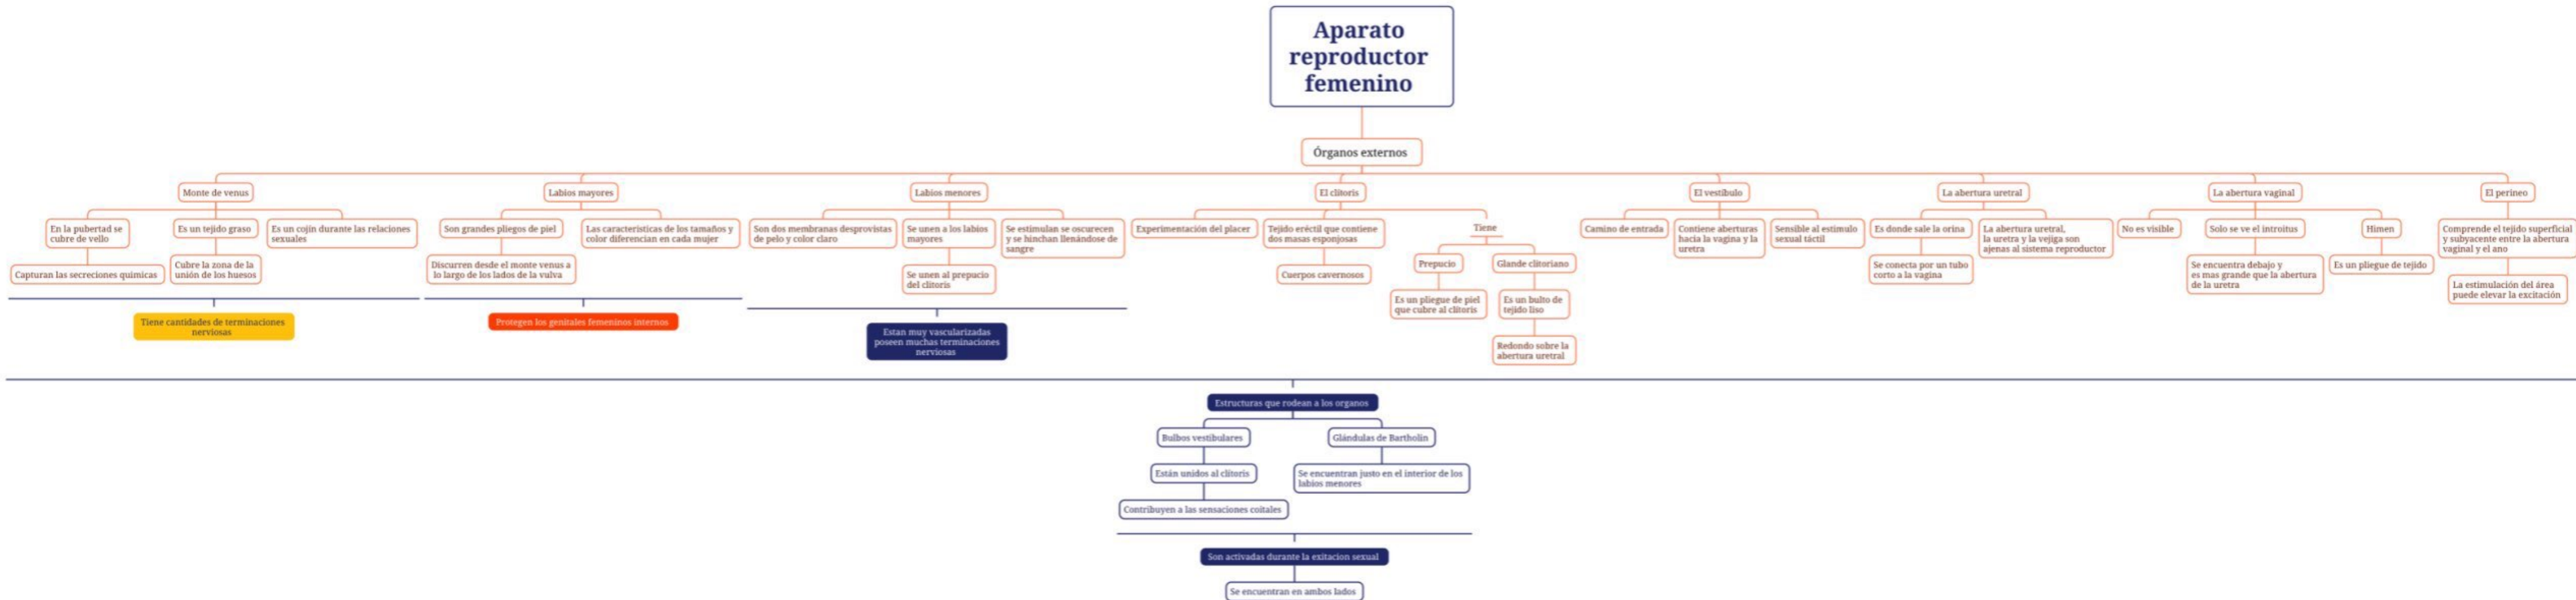 Aparato
reproductor
femenino
Órganos externos
Monte de venus
En la pubertad se
cubre de vello
Capturan las secreciones quimicas
Es un tejido graso
Cubre la zona de la
unión de los huesos
Es un cojín durante las relaciones
sexuales
Tiene cantidades de terminaciones
nerviosas
Labios mayores
Son grandes pliegos de piel
Discurren desde el monte venus a
lo largo de los lados de la vulva
Las características de los tamaños y
color diferencian en cada mujer
Protegen los genitales femeninos internos
Labios menores
Son dos membranas desprovistas
de pelo y color claro
Se unen a los labios
mayores
Se unen al prepucio
del clitoris
Se estimulan se oscurecen
y se hinchan llenándose de
sangre
Estan muy vascularizadas
poseen muchas terminaciones
nerviosas
El clítoris
Experimentación del placer
Tejido eréctil que contiene
dos masas esponjosas
Cuerpos cavernosos
Tiene
Prepucio
Es un pliegue de piel
que cubre al clítoris
Glande clitoriano
Es un bulto de
tejido liso
Redondo sobre la
abertura uretral
El vestíbulo
Camino de entrada
Contiene aberturas
hacia la vagina y la
uretra
Sensible al estimulo
sexual táctil
La abertura uretral
Es donde sale la orina
Se conecta por un tubo
corto a la vagina
La abertura uretral,
la uretra y la vejiga son
ajenas al sistema reproductor
La abertura vaginal
No es visible
Solo se ve el introitus
Se encuentra debajo y
es mas grande que la abertura
de la uretra
Himen
Es un pliegue de tejido
El perineo
Comprende el tejido superficial
y subyacente entre la abertura
vaginal y el ano
La estimulación del área
puede elevar la excitación
Estructuras que rodean a los organos
Bulbos vestibulares
Están unidos al clítoris
Contribuyen a las sensaciones coitales
Glándulas de Bartholin
Se encuentran justo en el interior de los
labios menores
Son activadas durante la exitacion sexual
Se encuentran en ambos lados